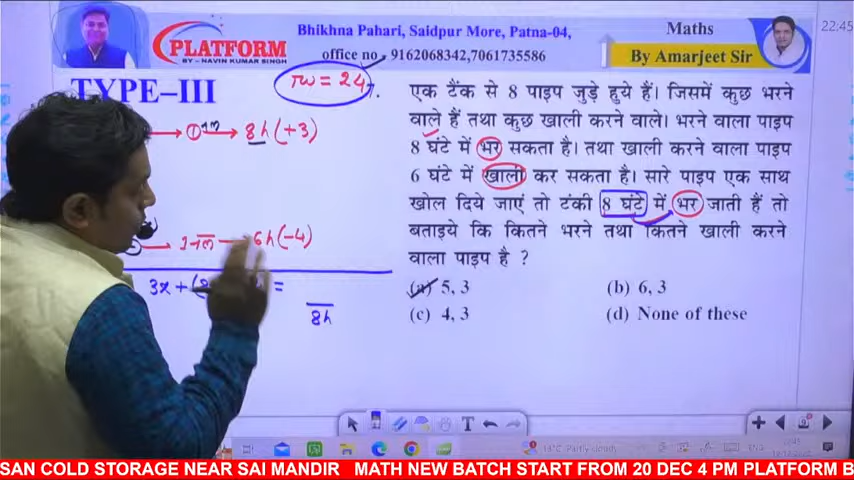 Bhikhna Pahari, Saidpur More, Patna-04,
office no. 9162068342,7061735586
PLATFORM
BY - NAVIN KUMAR SINGH
Maths
By Amarjeet Sir
22:45
TYPE–III
TW = 24
8h (+3)
6h (-4)
3x + (8
=
8h
एक टैंक से 8 पाइप जुड़े हुये हैं। जिसमें कुछ भरने
वाले हैं तथा कुछ खाली करने वाले। भरने वाला पाइप
8 घंटे में भर सकता है। तथा खाली करने वाला पाइप
6 घंटे में खाली कर सकता है। सारे पाइप एक साथ
खोल दिये जाएं तो टंकी 8 घंटे में भर जाती हैं तो
बताइये कि कितने भरने तथा कितने खाली करने
वाला पाइप है ?
(a) 5, 3
(b) 6, 3
(c) 4, 3
(d) None of these
SAN COLD STORAGE NEAR SAI MANDIR MATH NEW BATCH START FROM 20 DEC 4 PM PLATFORM B